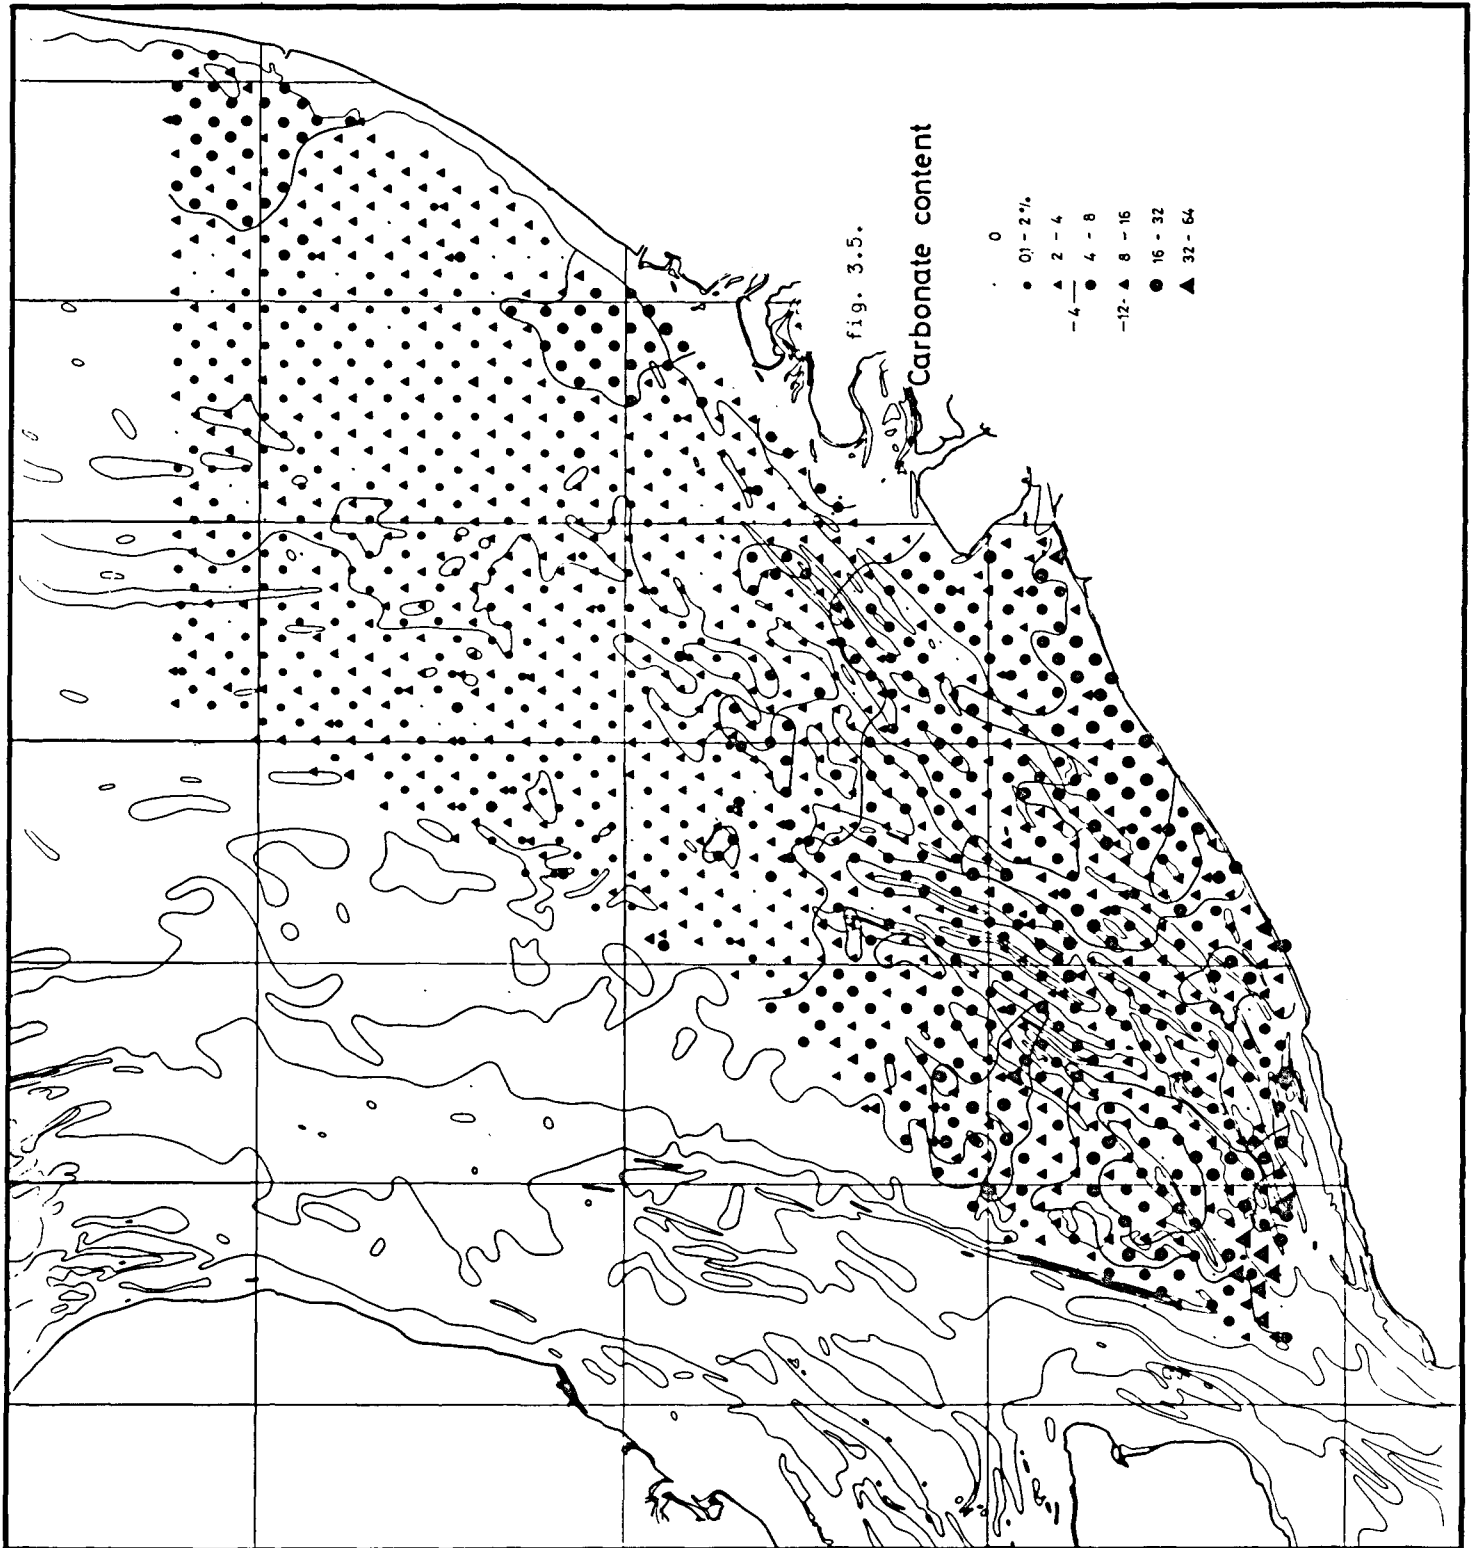 fig. 3.5.
Carbonate content
0
0,1 - 2 %
2 - 4
- 4 —
4 - 8
8 - 16
-12-
16 - 32
32 - 64